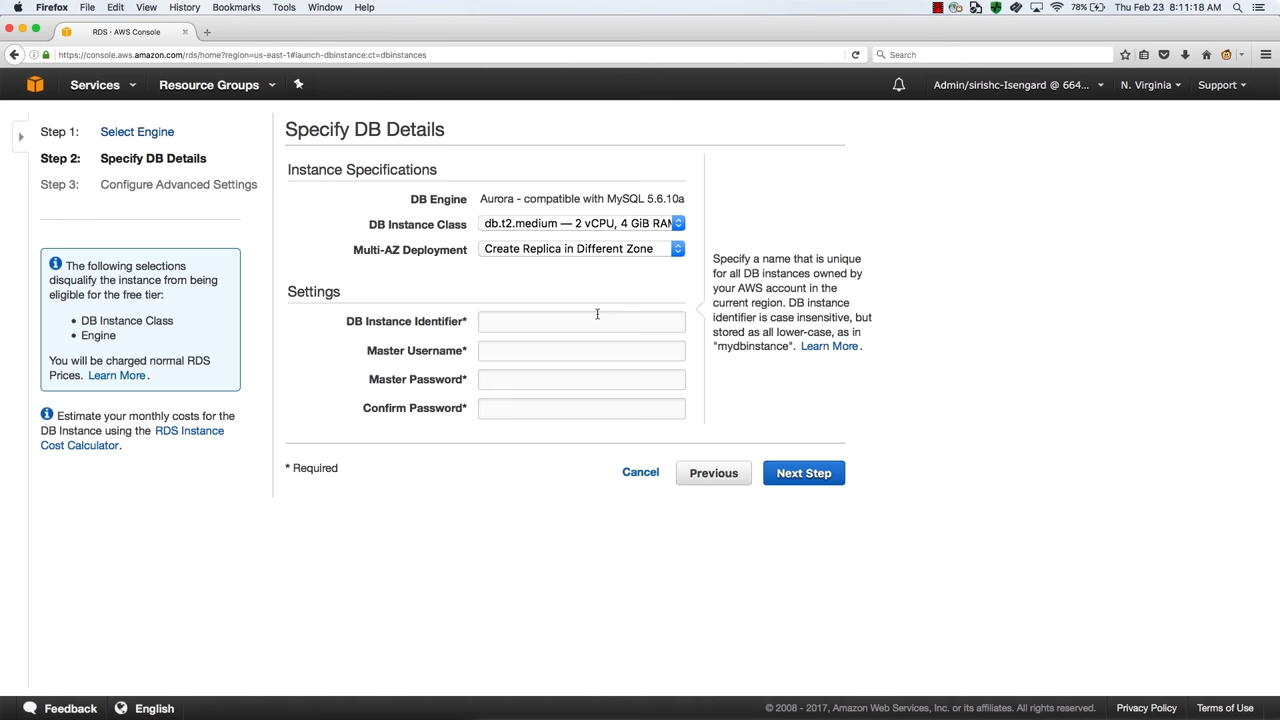 Firefox File Edit View History Bookmarks Tools Window Help 78% Thu Feb 23 8:11:18 AM
RDS · AWS Console
https://console.aws.amazon.com/rds/home?region=us-east-1#launch-dbinstance:ct=dbinstances Search
Services Resource Groups Admin/sirishc-Isengard @ 664... N. Virginia Support
Step 1: Select Engine
Step 2: Specify DB Details
Step 3: Configure Advanced Settings
The following selections
disqualify the instance from being
eligible for the free tier:
• DB Instance Class
• Engine
You will be charged normal RDS
Prices. Learn More.
Estimate your monthly costs for the
DB Instance using the RDS Instance
Cost Calculator.
Specify DB Details
Instance Specifications
DB Engine Aurora - compatible with MySQL 5.6.10a
DB Instance Class db.t2.medium — 2 vCPU, 4 GiB RAM
Multi-AZ Deployment Create Replica in Different Zone
Settings
DB Instance Identifier*
Master Username*
Master Password*
Confirm Password*
Specify a name that is unique
for all DB instances owned by
your AWS account in the
current region. DB instance
identifier is case insensitive, but
stored as all lower-case, as in
"mydbinstance". Learn More.
* Required Cancel Previous Next Step
Feedback English © 2008 - 2017, Amazon Web Services, Inc. or its affiliates. All rights reserved. Privacy Policy Terms of Use